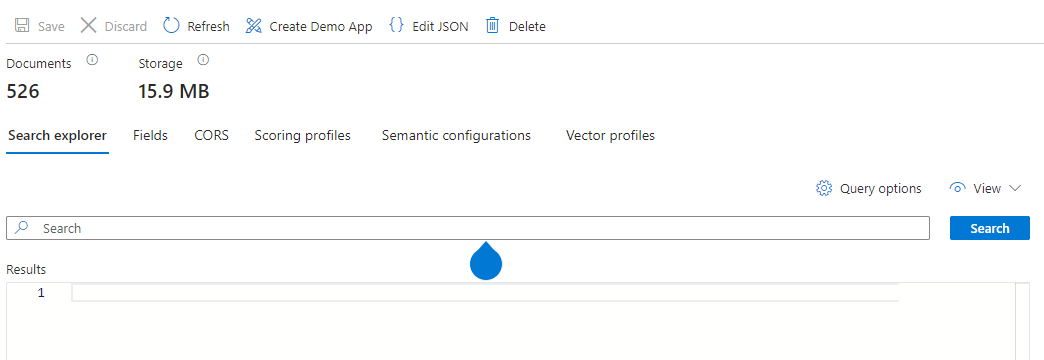 Save Discard Refresh Create Demo App Edit JSON Delete
Documents Storage
526 15.9 MB
Search explorer Fields CORS Scoring profiles Semantic configurations Vector profiles
Query options View
Search Search
Results
1